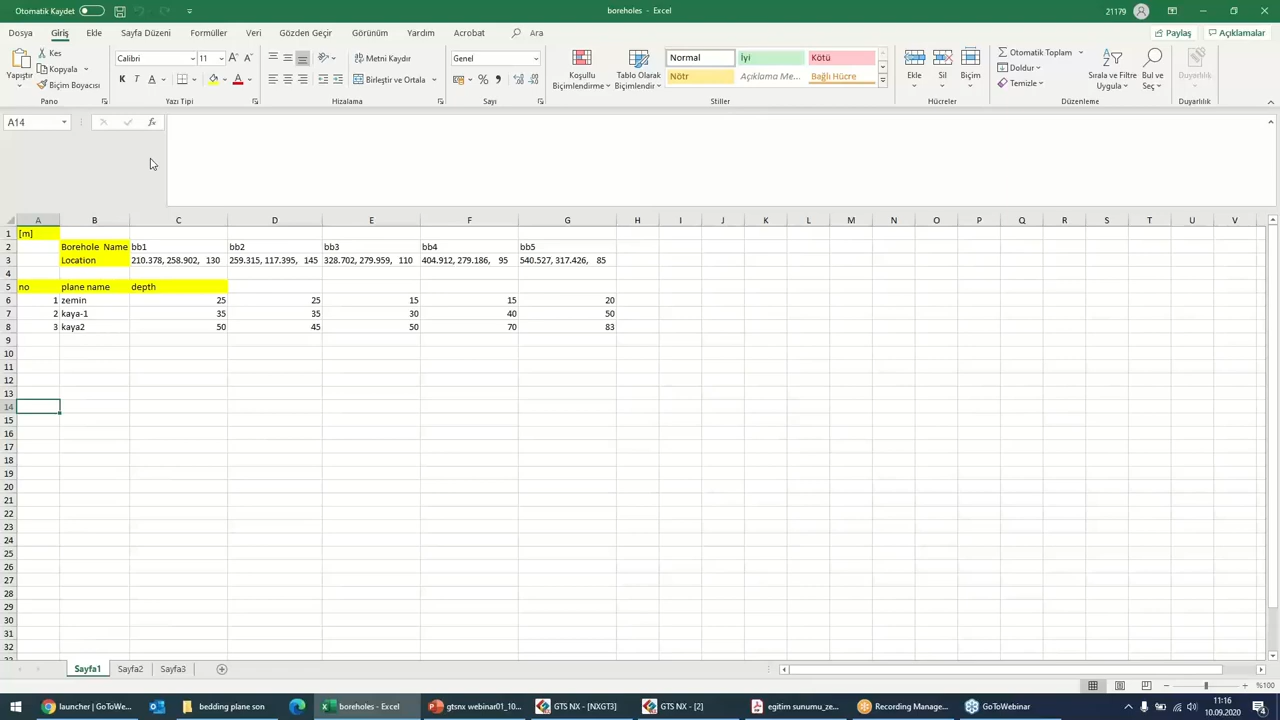 Otomatik Kaydet
boreholes - Excel
21179
Dosya Giriş Ekle Sayfa Düzeni Formüller Veri Gözden Geçir Görünüm Yardım Acrobat Ara
Paylaş Açıklamalar
Yapıştır
Kes
Kopyala
Biçim Boyacısı
Calibri 11
K T A
Metni Kaydır
Birleştir ve Ortala
Genel
Koşullu Biçimlendirme
Tablo Olarak Biçimlendir
Normal İyi Kötü
Nötr Açıklama Me... Bağlı Hücre
Ekle Sil Biçim
Otomatik Toplam
Doldur
Temizle
Sırala ve Filtre Uygula
Bul ve Seç
Duyarlılık
Pano Yazı Tipi Hizalama Sayı Stiller Hücreler Düzenleme Duyarlılık
A14 fx
A B C D E F G H I J K L M N O P Q R S T U V
1 [m]
2 Borehole Name bb1 bb2 bb3 bb4 bb5
3 Location 210.378, 258.902, 130 259.315, 117.395, 145 328.702, 279.959, 110 404.912, 279.186, 95 540.527, 317.426, 85
4
5 no plane name depth
6 1 zemin 25 25 15 15 20
7 2 kaya-1 35 35 30 40 50
8 3 kaya2 50 45 50 70 83
9
10
11
12
13
14
15
16
17
18
19
20
21
22
23
24
25
26
27
28
29
30
31
32
Sayfa1 Sayfa2 Sayfa3
%100
launcher | GoToWe...
bedding plane son
boreholes - Excel
gtsnx webinar01_10...
GTS NX - [NXGT3]
GTS NX - [2]
egitim sunumu_ze...
Recording Manage...
GoToWebinar
11:16
10.09.2020